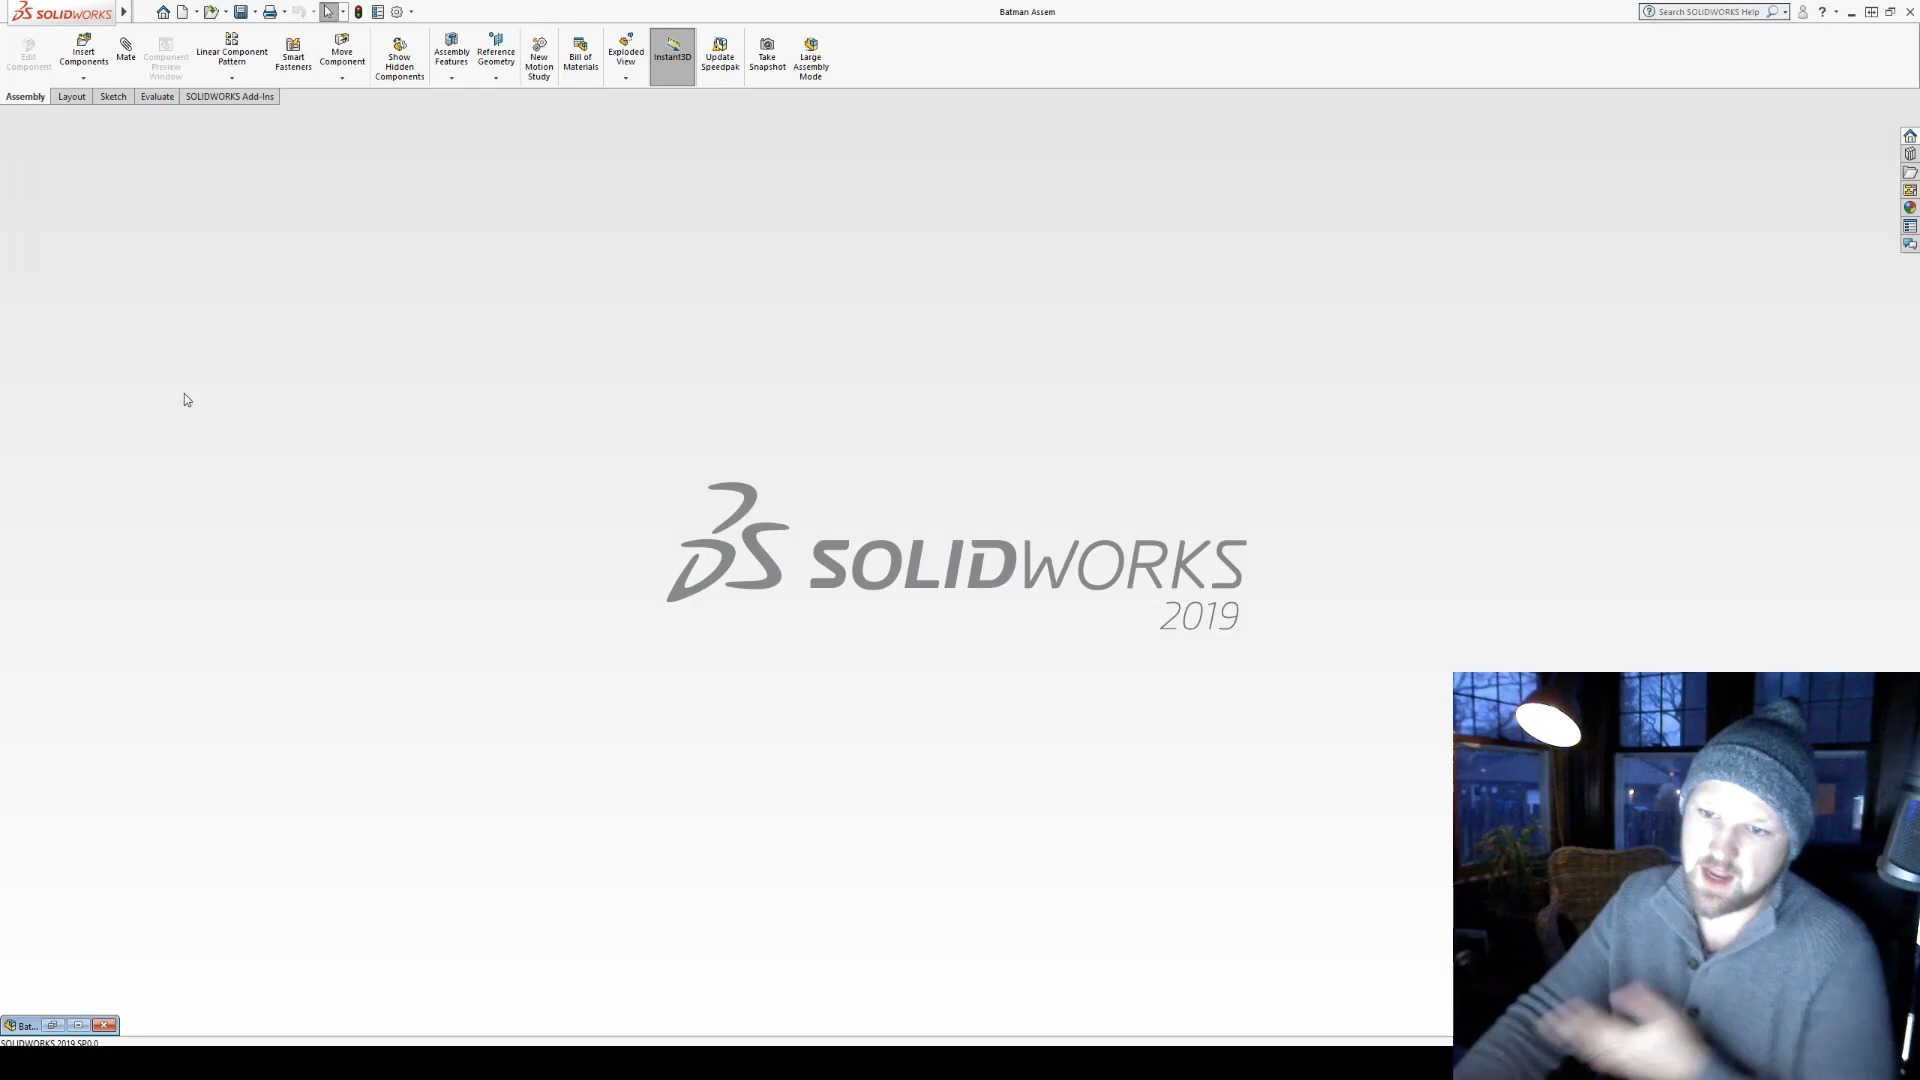 SOLIDWORKS
Batman Assem
Search SOLIDWORKS Help
Edit
Component
Insert
Components
Mate
Component
Preview
Window
Linear Component
Pattern
Smart
Fasteners
Move
Component
Show
Hidden
Components
Assembly
Features
Reference
Geometry
New
Motion
Study
Bill of
Materials
Exploded
View
Instant3D
Update
Speedpak
Take
Snapshot
Large
Assembly
Mode
Assembly
Layout
Sketch
Evaluate
SOLIDWORKS Add-Ins
SOLIDWORKS
2019
Bat...
SOLIDWORKS 2019 SP0.0